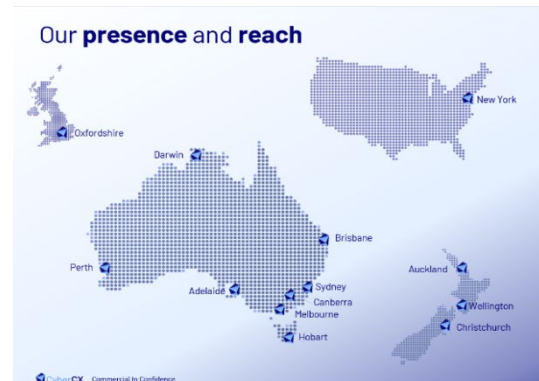 Our presence and reach
Oxfordshire
New York
Darwin
Brisbane
Perth
Adelaide
Sydney
Canberra
Melbourne
Hobart
Auckland
Wellington
Christchurch
CyberCX Commercial In Confidence